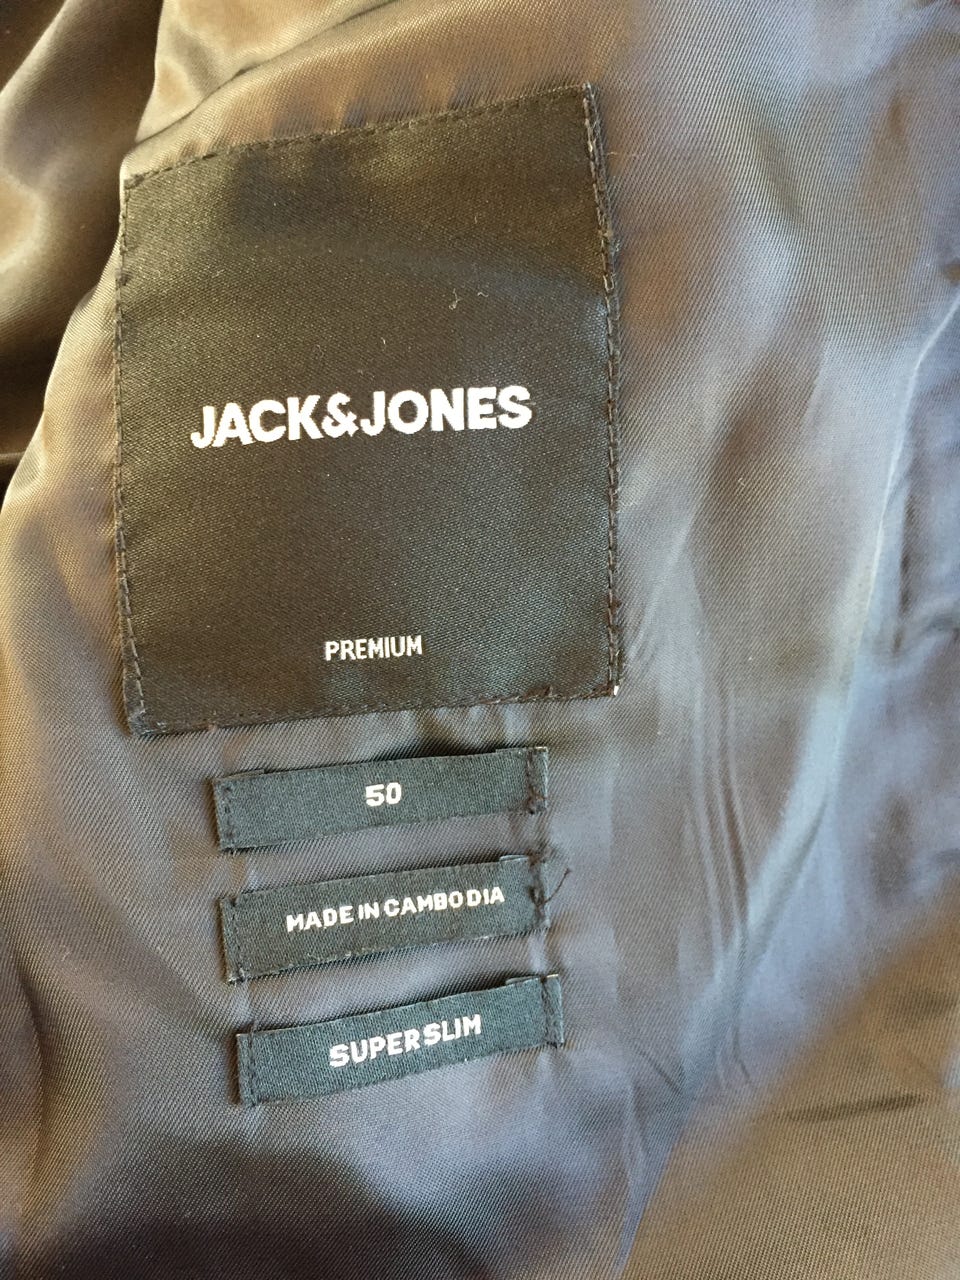 JACK&JONES
PREMIUM
50
MADE IN CAMBODIA
SUPER SLIM